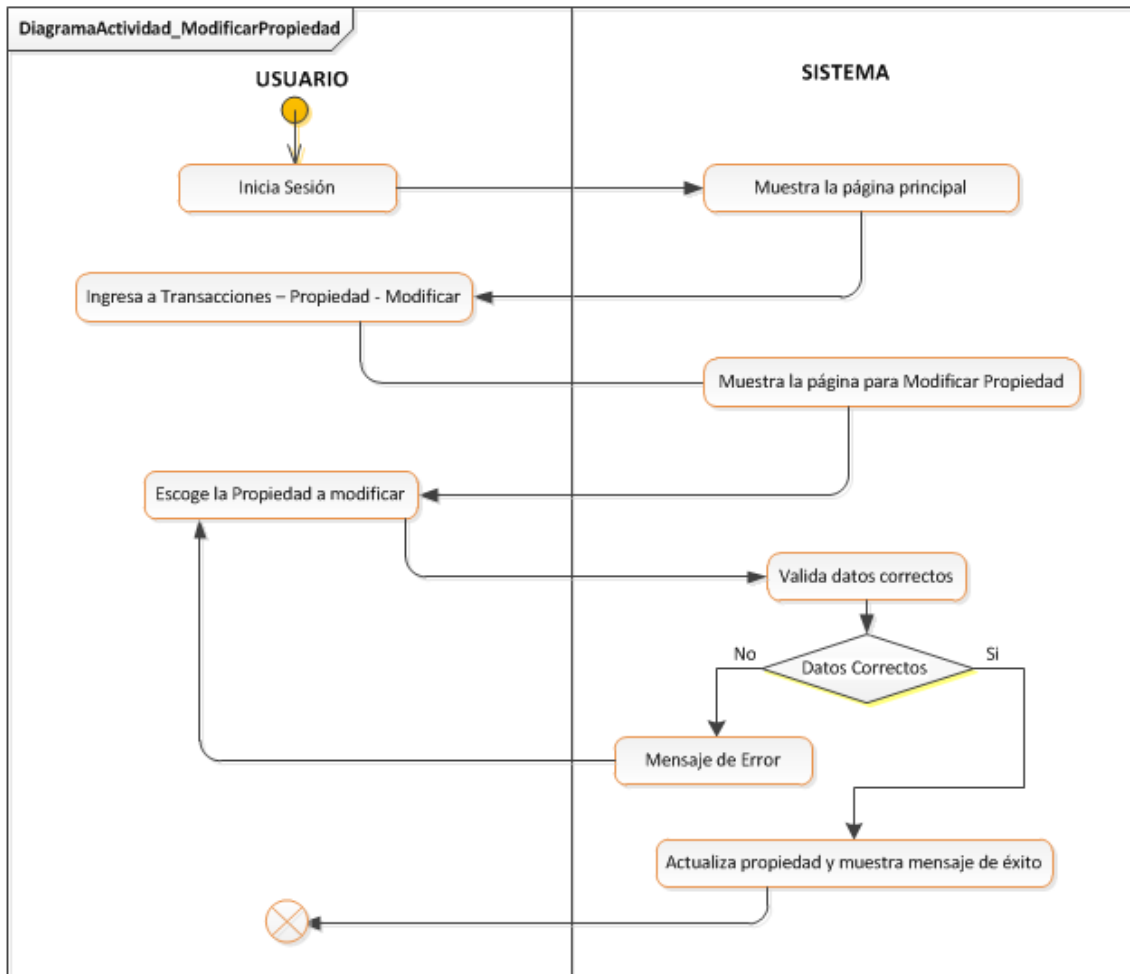 DiagramaActividad_ModificarPropiedad
USUARIO
SISTEMA
Inicia Sesión
Muestra la página principal
Ingresa a Transacciones – Propiedad - Modificar
Muestra la página para Modificar Propiedad
Escoge la Propiedad a modificar
Valida datos correctos
No
Datos Correctos
Si
Mensaje de Error
Actualiza propiedad y muestra mensaje de éxito